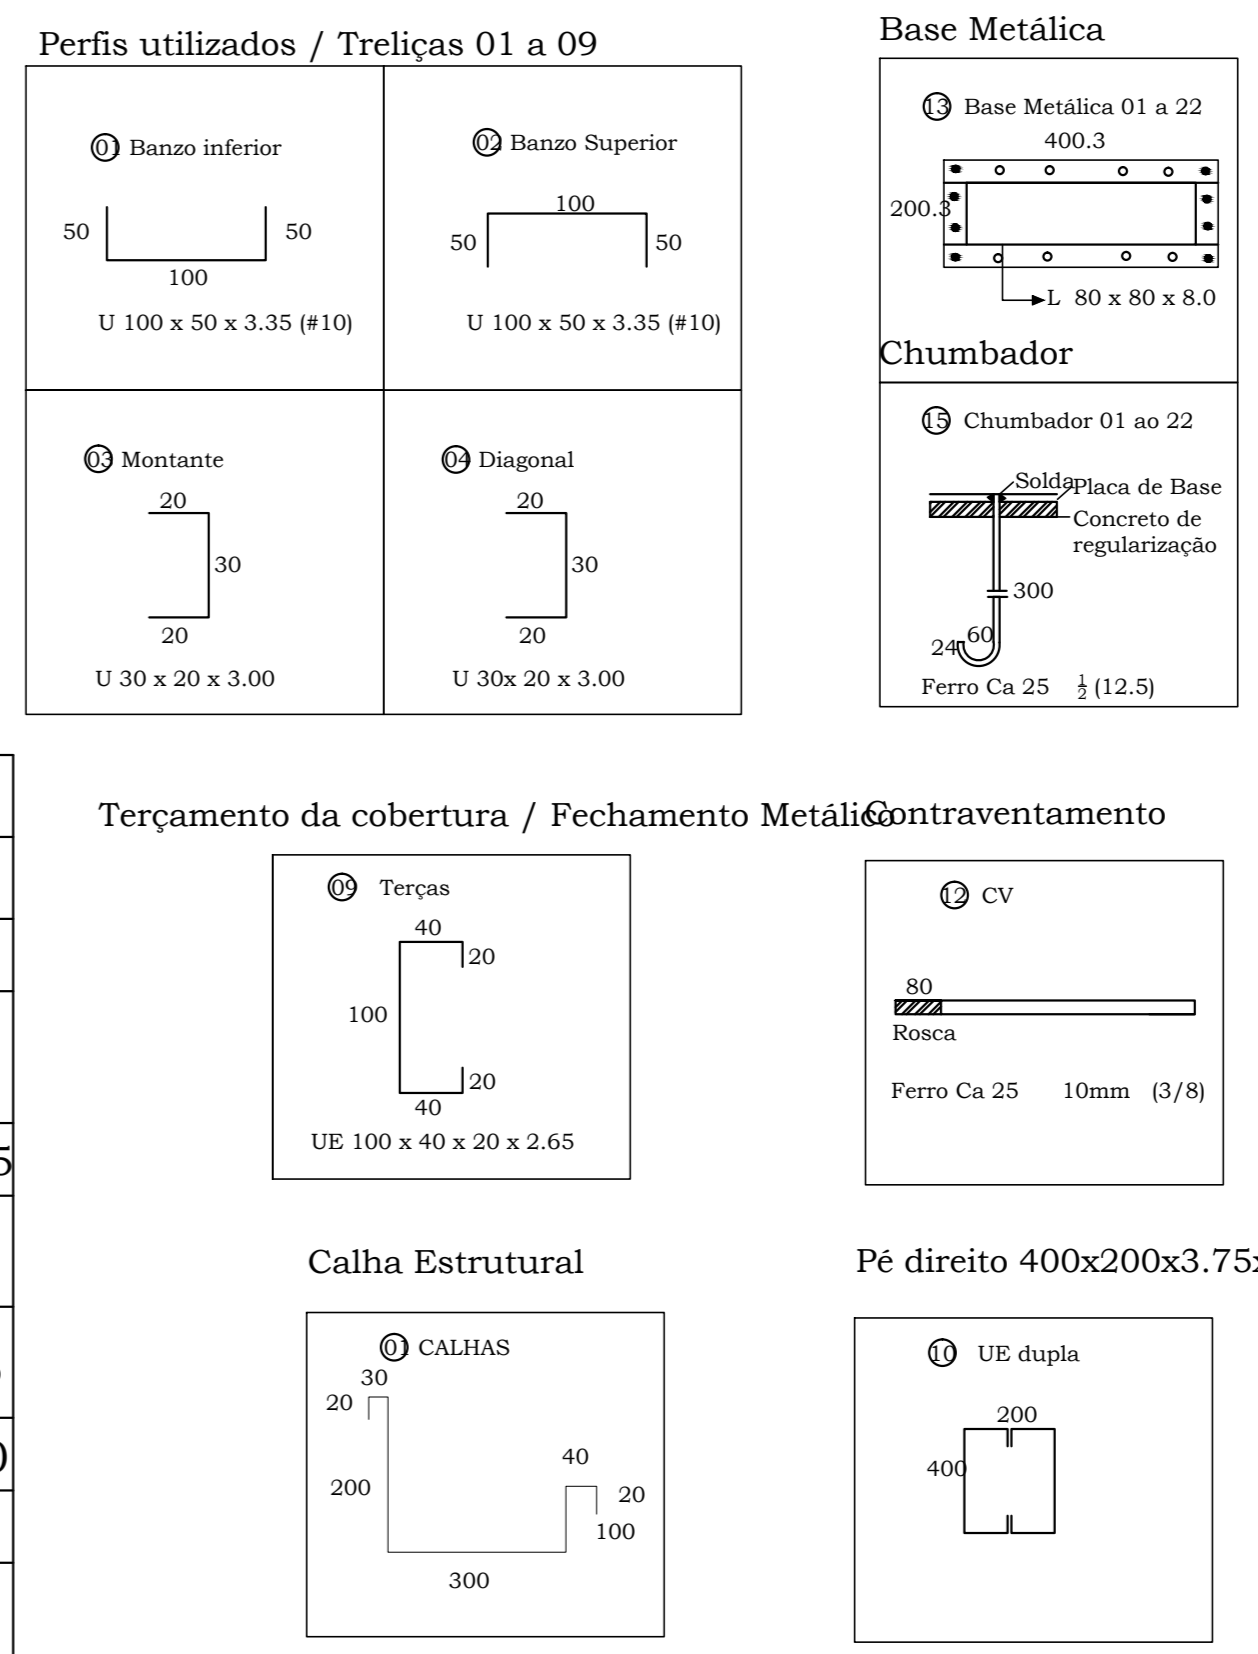 Perfis utilizados / Treliças 01 a 09
01 Banzo inferior
50
50
100
U 100 x 50 x 3.35 (#10)
02 Banzo Superior
100
50
50
U 100 x 50 x 3.35 (#10)
03 Montante
20
30
20
U 30 x 20 x 3.00
04 Diagonal
20
30
20
U 30x 20 x 3.00
Base Metálica
13 Base Metálica 01 a 22
400.3
200.3
L 80 x 80 x 8.0
Chumbador
15 Chumbador 01 ao 22
Solda
Placa de Base
Concreto de
regularização
300
60
24
Ferro Ca 25 ½ (12.5)
Terçamento da cobertura / Fechamento Metálico
09 Terças
40
20
100
20
40
UE 100 x 40 x 20 x 2.65
Contraventamento
12 CV
80
Rosca
Ferro Ca 25 10mm (3/8)
Calha Estrutural
01 CALHAS
30
20
200
40
20
100
300
Pé direito 400x200x3.75x
10 UE dupla
200
400